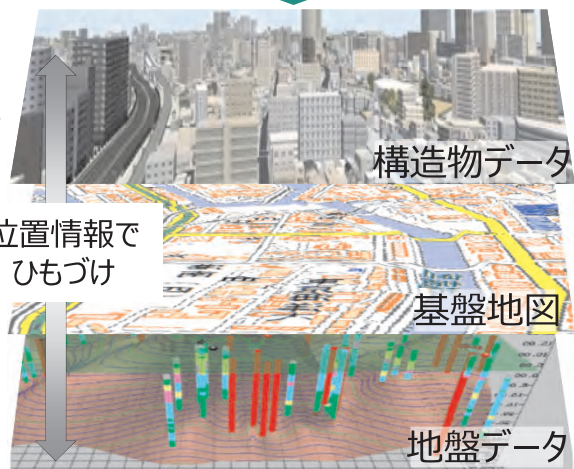 構造物データ
位置情報で
ひもづけ
基盤地図
地盤データ